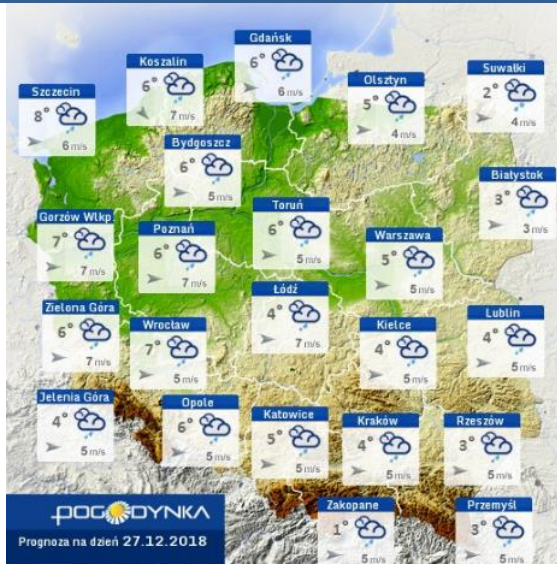 Gdańsk
6°
6 m/s
Koszalin
6°
7 m/s
Suwałki
2°
4 m/s
Olsztyn
5°
4 m/s
Szczecin
8°
6 m/s
Bydgoszcz
6°
5 m/s
Białystok
3°
3 m/s
Toruń
6°
5 m/s
Gorzów Wlkp.
7°
7 m/s
Poznań
6°
7 m/s
Warszawa
5°
5 m/s
Łódź
4°
7 m/s
Zielona Góra
6°
7 m/s
Lublin
4°
5 m/s
Wrocław
7°
5 m/s
Kielce
4°
5 m/s
Jelenia Góra
4°
5 m/s
Opole
6°
5 m/s
Katowice
5°
5 m/s
Kraków
4°
5 m/s
Rzeszów
3°
5 m/s
Zakopane
1°
5 m/s
Przemyśl
3°
5 m/s
POGODYNKA
Prognoza na dzień 27.12.2018